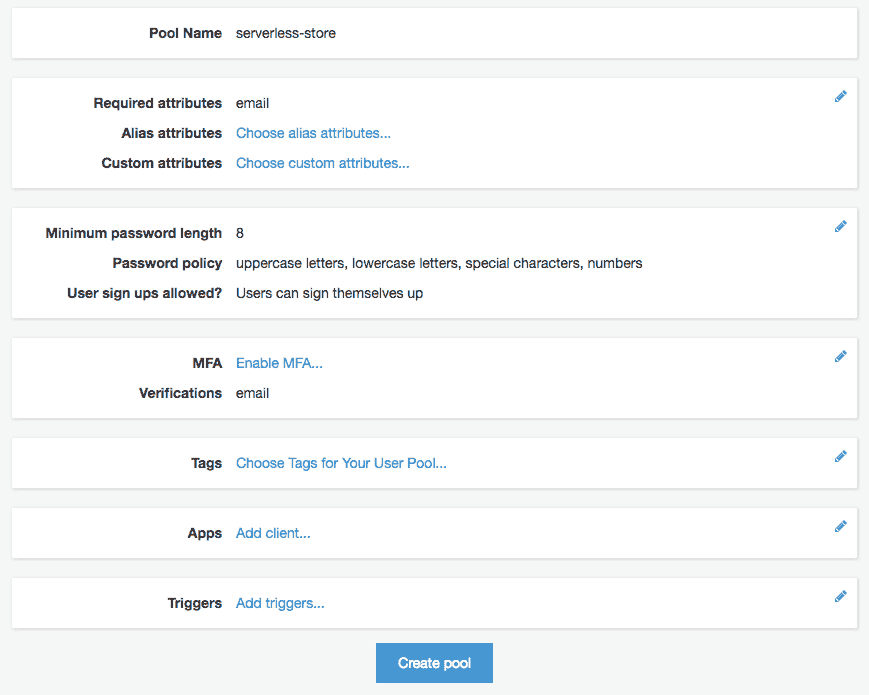 Pool Name serverless-store
Required attributes email
Alias attributes Choose alias attributes...
Custom attributes Choose custom attributes...
Minimum password length 8
Password policy uppercase letters, lowercase letters, special characters, numbers
User sign ups allowed? Users can sign themselves up
MFA Enable MFA...
Verifications email
Tags Choose Tags for Your User Pool...
Apps Add client...
Triggers Add triggers...
Create pool